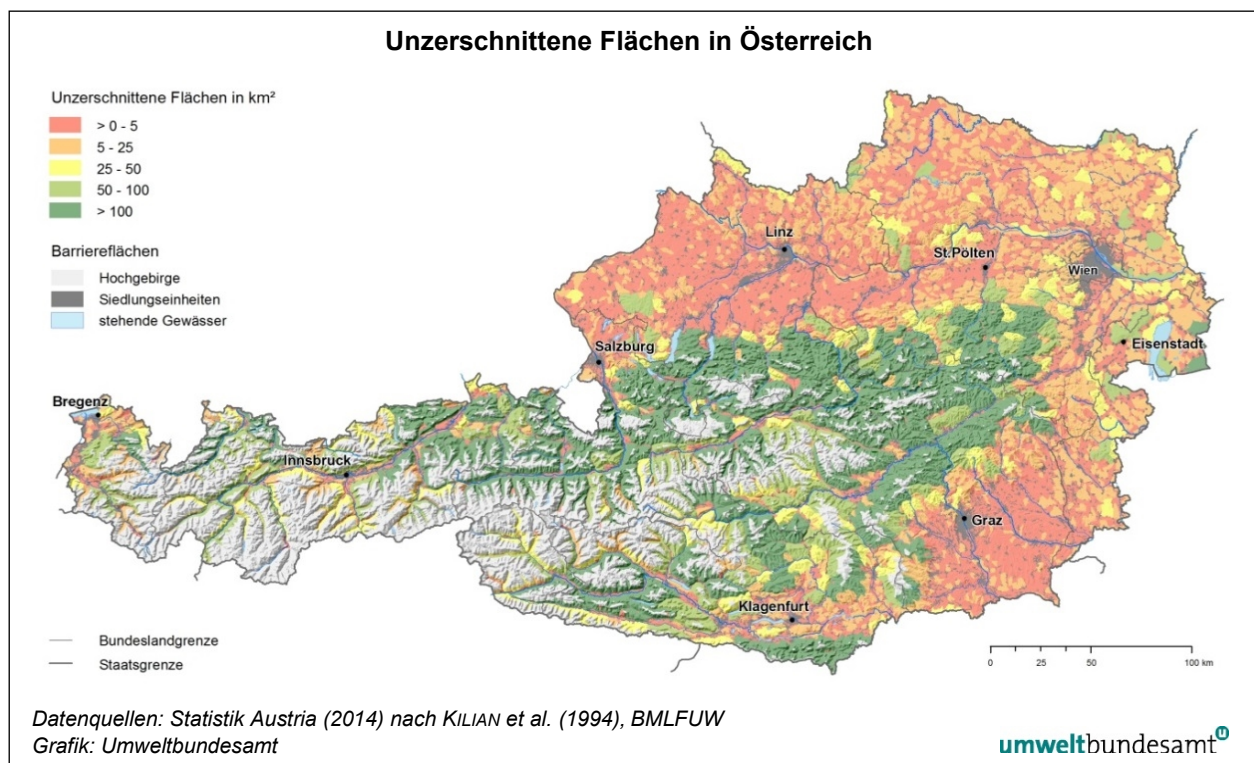 Unzerschnittene Flächen in Österreich
Unzerschnittene Flächen in km²
> 0 - 5
5 - 25
25 - 50
50 - 100
> 100
Barriereflächen
Hochgebirge
Siedlungseinheiten
stehende Gewässer
Linz
St.Pölten
Wien
Salzburg
Eisenstadt
Bregenz
Innsbruck
Graz
Klagenfurt
Bundeslandgrenze
Staatsgrenze
0 25 50 100 km
Datenquellen: Statistik Austria (2014) nach KILIAN et al. (1994), BMLFUW
Grafik: Umweltbundesamt
umweltbundesamt u